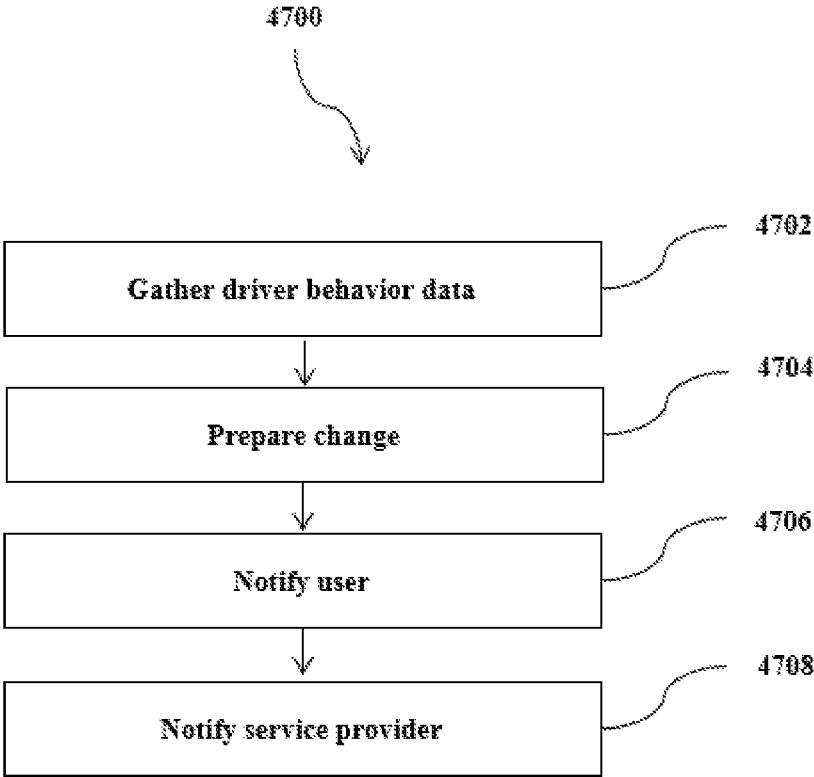 4700
4702
Gather driver behavior data
4704
Prepare change
4706
Notify user
4708
Notify service provider